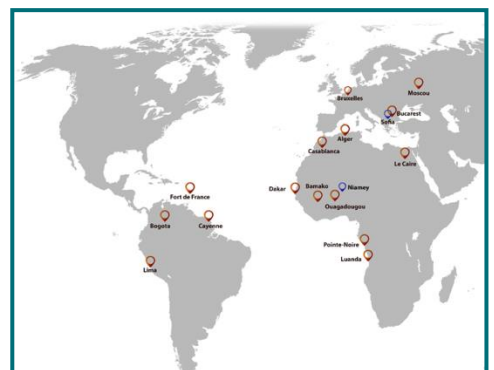 Moscou
Bruxelles
Bucarest
Sofia
Alger
Casablanca
Le Caire
Fort de France
Dakar
Bamako
Niamey
Ouagadougou
Bogota
Cayenne
Pointe-Noire
Luanda
Lima